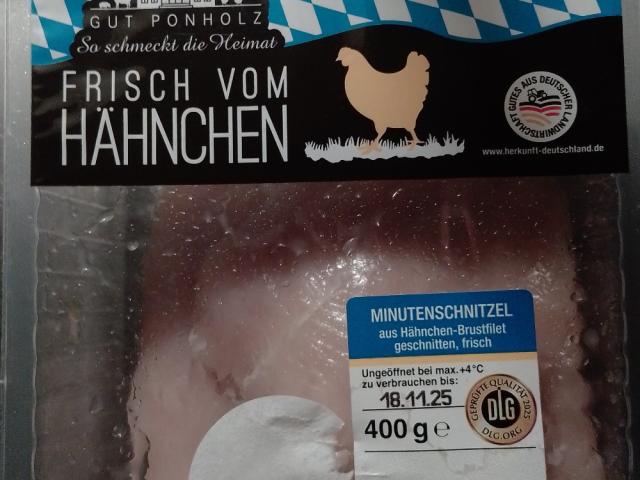 GUT PONHOLZ
So schmeckt die Heimat
FRISCH VOM
HÄHNCHEN
GUTES AUS DEUTSCHER LANDWIRTSCHAFT
www.herkunft-deutschland.de
MINUTENSCHNITZEL
aus Hähnchen-Brustfilet
geschnitten, frisch
Ungeöffnet bei max.+4°C
zu verbrauchen bis:
18.11.25
GEPRÜFTE QUALITÄT 2025
DLG
DLG.ORG
400 g e